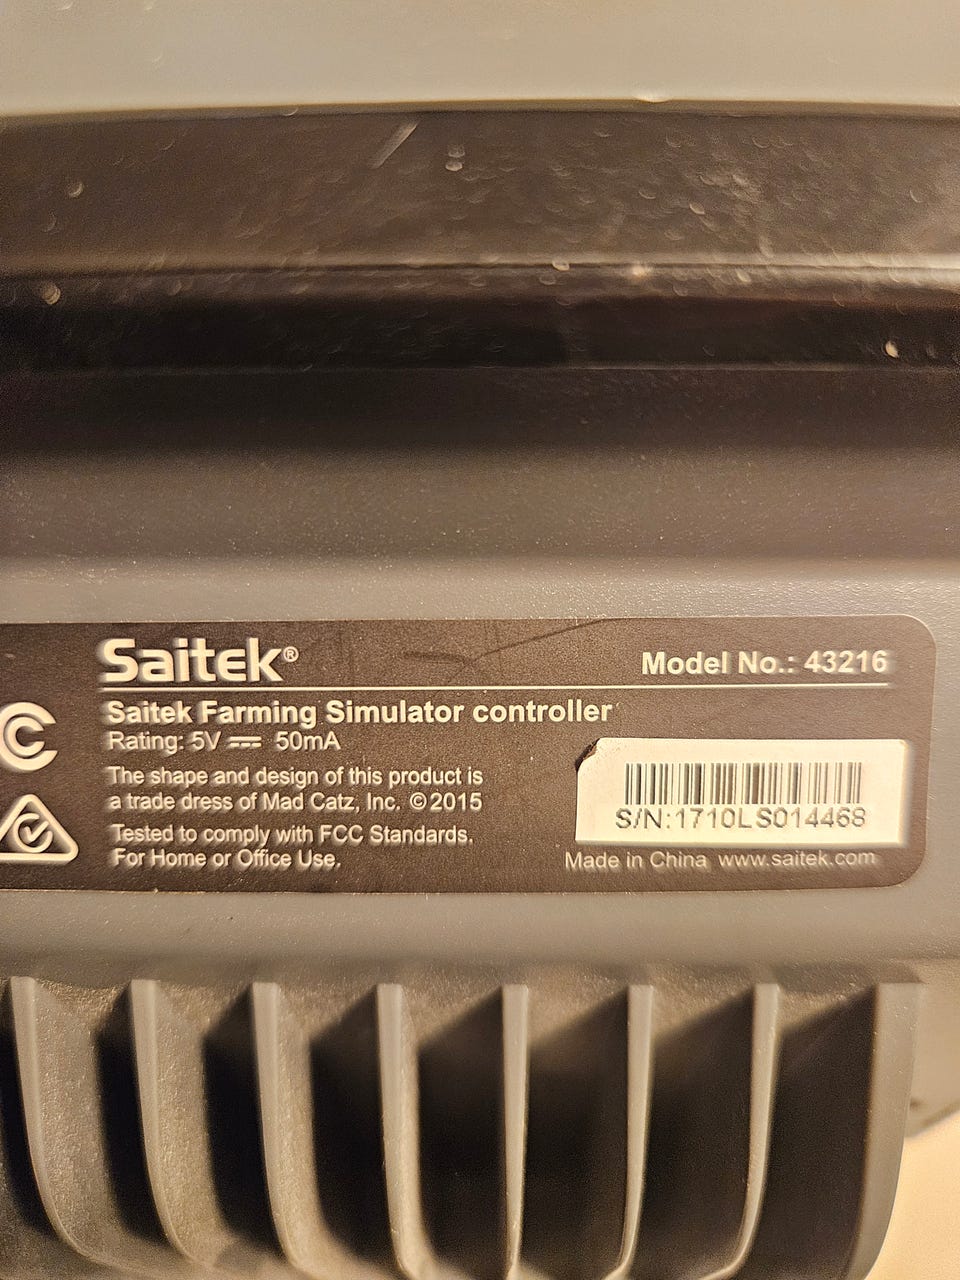 Saitek®
Model No.: 43216
Saitek Farming Simulator controller
Rating: 5V ⎓ 50mA
The shape and design of this product is
a trade dress of Mad Catz, Inc. ©2015
Tested to comply with FCC Standards.
For Home or Office Use.
S/N:1710LS014468
Made in China www.saitek.com